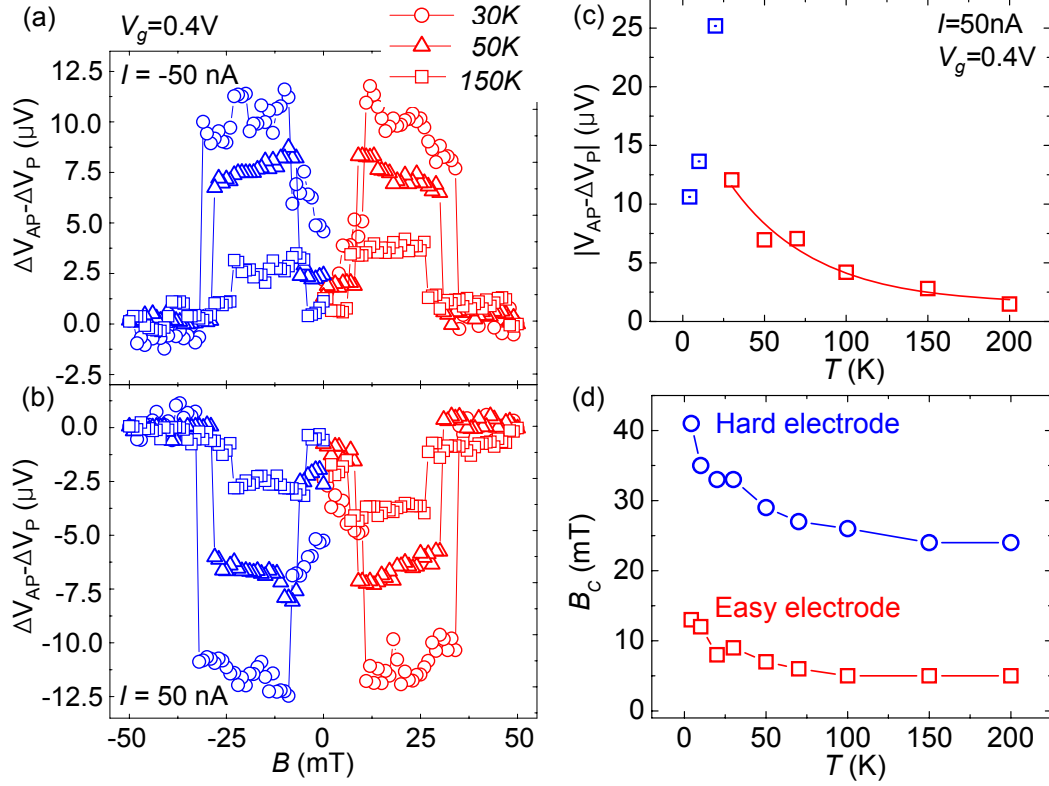 (a)
V_g=0.4V
I = -50 nA
30K
50K
150K
12.5
10.0
7.5
5.0
2.5
0.0
-2.5
ΔV_AP-ΔV_P (µV)
(b)
0.0
-2.5
-5.0
-7.5
-10.0
-12.5
ΔV_AP-ΔV_P (µV)
I = 50 nA
-50 -25 0 25 50
B (mT)
(c)
I=50nA
V_g=0.4V
25
20
15
10
5
0
|V_AP-ΔV_P| (µV)
0 50 100 150 200
T (K)
(d)
Hard electrode
Easy electrode
40
30
20
10
0
B_C (mT)
0 50 100 150 200
T (K)